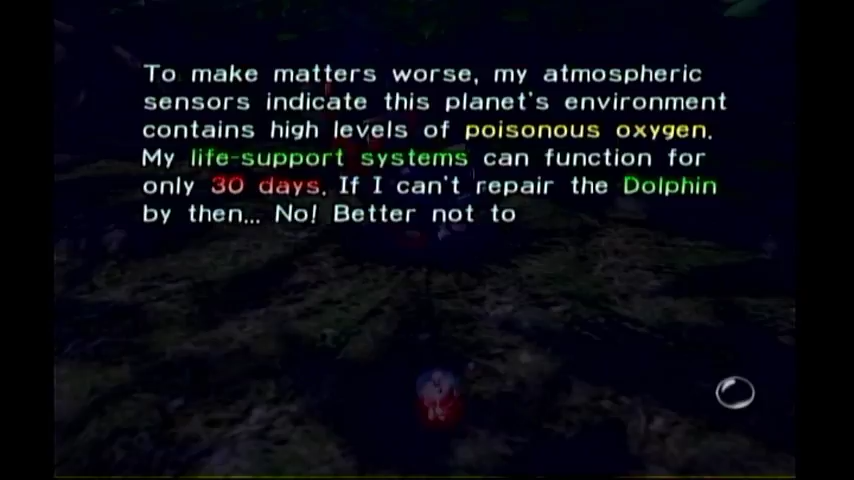 To make matters worse, my atmospheric
sensors indicate this planet's environment
contains high levels of poisonous oxygen.
My life-support systems can function for
only 30 days. If I can't repair the Dolphin
by then... No! Better not to